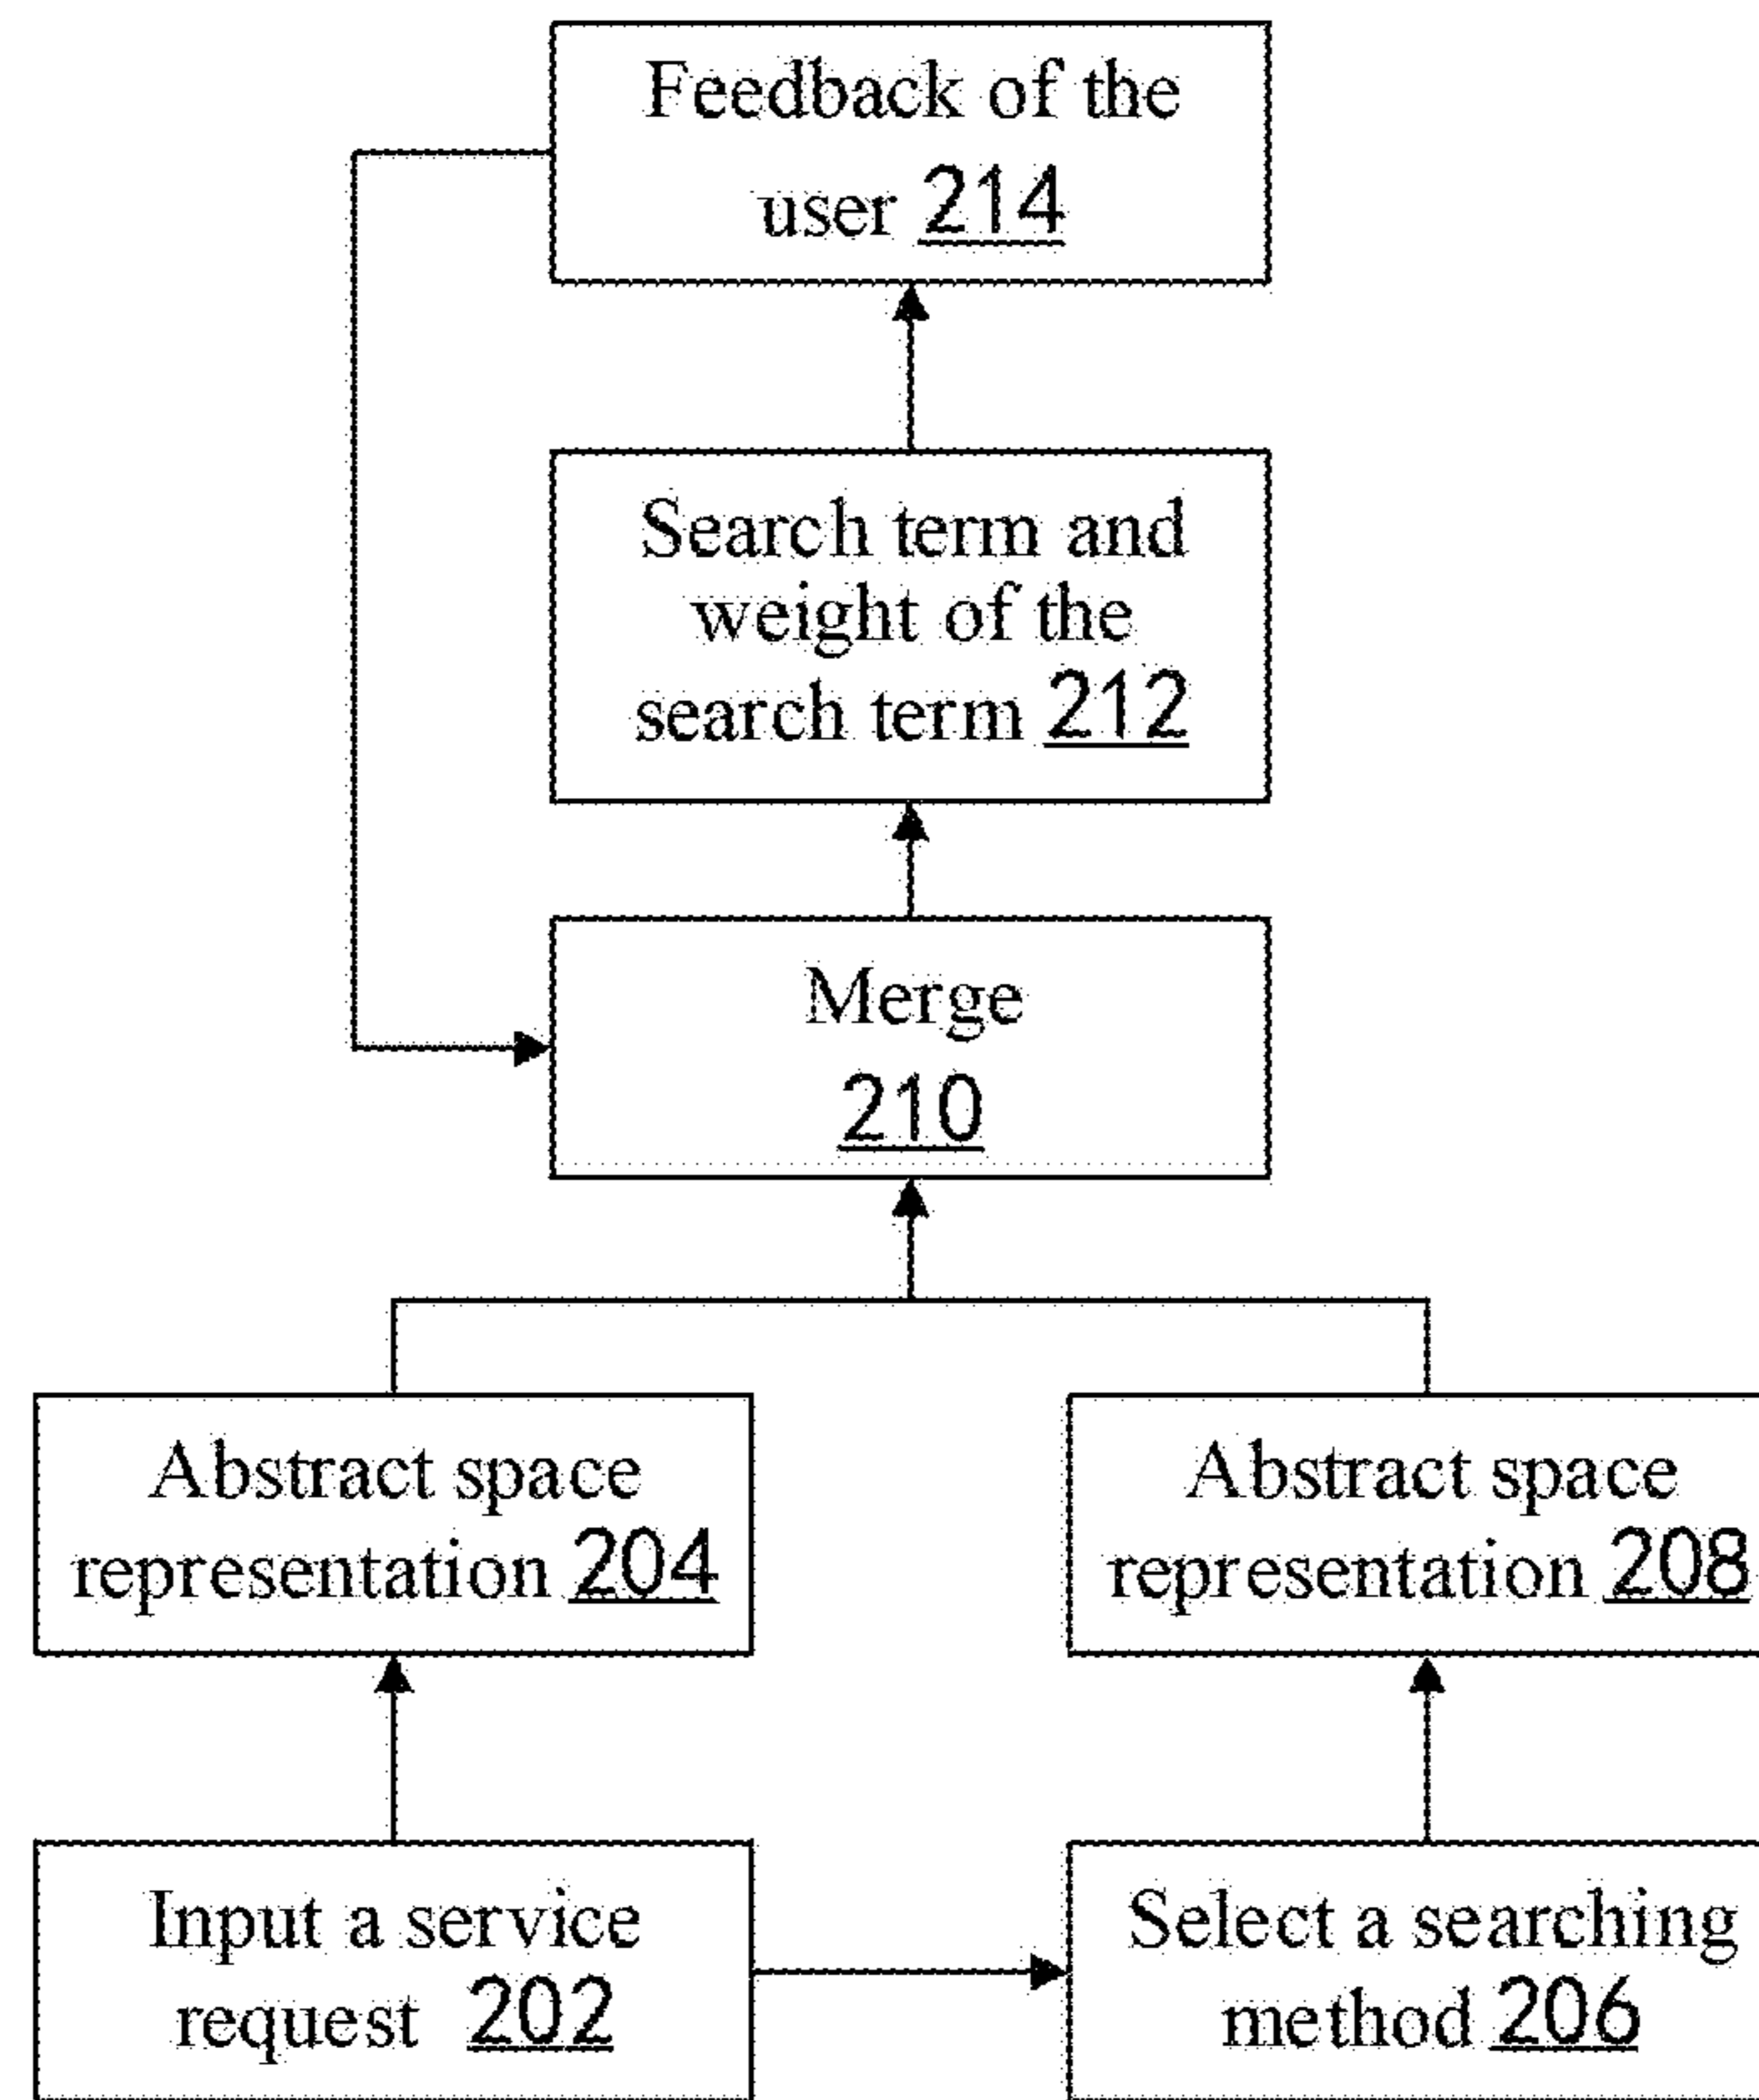 Feedback of the
user 214
Search term and
weight of the
search term 212
Merge
210
Abstract space
representation 204
Abstract space
representation 208
Input a service
request 202
Select a searching
method 206